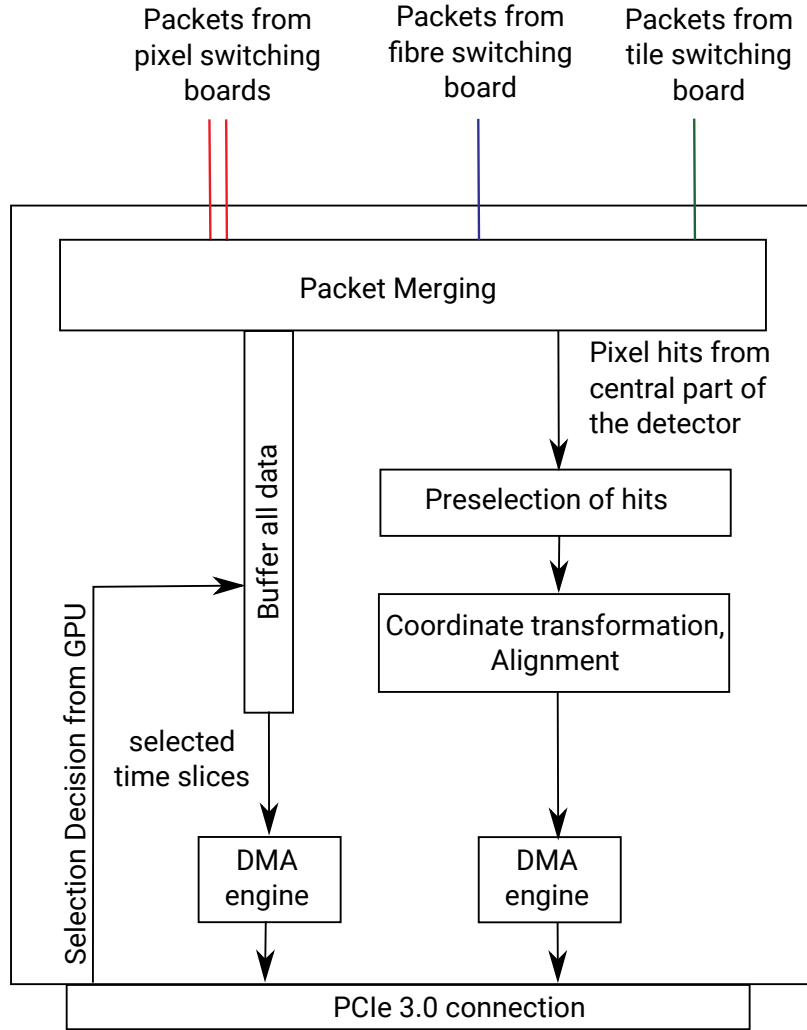 Packets from
pixel switching
boards
Packets from
fibre switching
board
Packets from
tile switching
board
Packet Merging
Pixel hits from
central part of
the detector
Buffer all data
Preselection of hits
Coordinate transformation,
Alignment
Selection Decision from GPU
selected
time slices
DMA
engine
DMA
engine
PCIe 3.0 connection